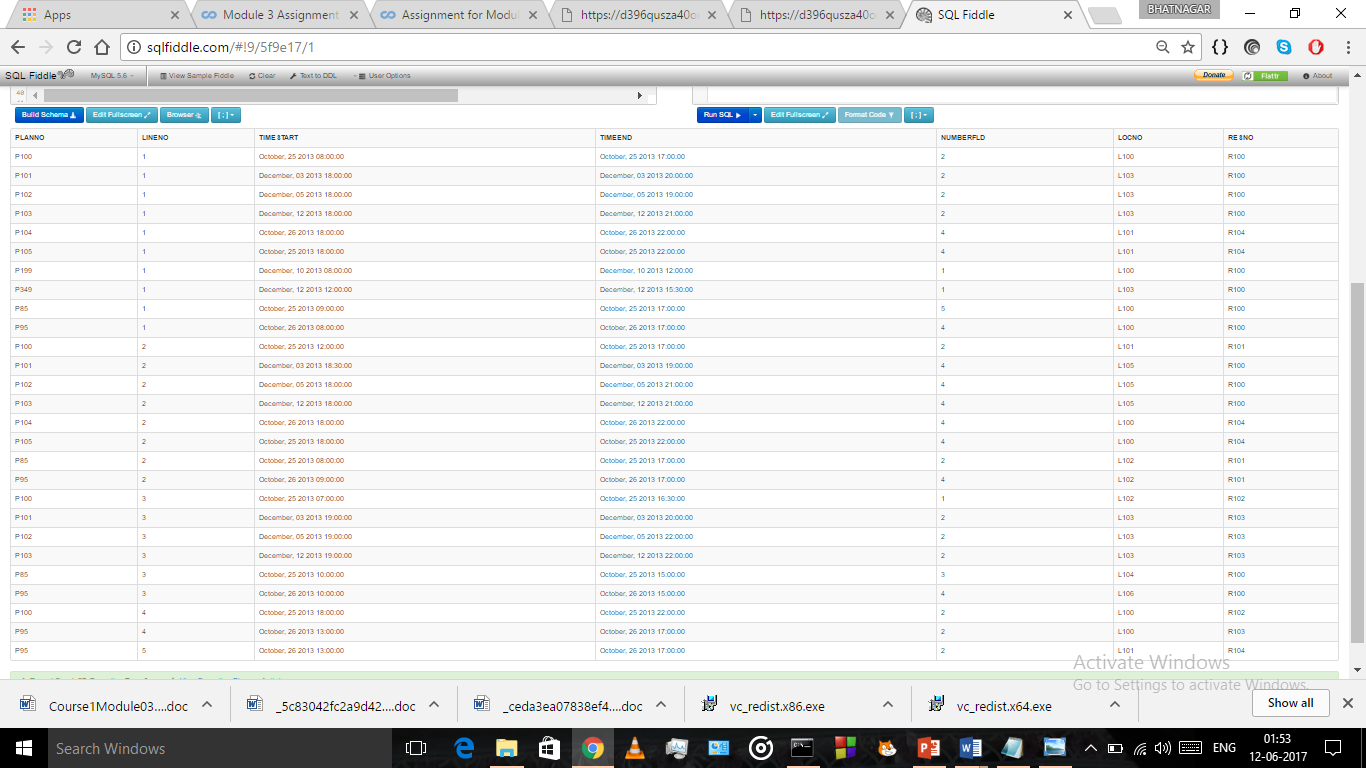 Apps
Module 3 Assignment
Assignment for Modul
https://d396qusza40o
https://d396qusza40o
SQL Fiddle
BHATNAGAR
sqlfiddle.com/#!9/5f9e17/1
SQL Fiddle MySQL 5.6 View Sample Fiddle Clear Text to DDL User Options Donate Flattr About
48
Build Schema Edit Fullscreen Browser [ ; ] Run SQL Edit Fullscreen Format Code [ ; ]
PLANNO LINENO TIMESTART TIMEEND NUMBERFLD LOCNO RESNO
P100 1 October, 25 2013 08:00:00 October, 25 2013 17:00:00 2 L100 R100
P101 1 December, 03 2013 18:00:00 December, 03 2013 20:00:00 2 L103 R100
P102 1 December, 05 2013 18:00:00 December, 05 2013 19:00:00 2 L103 R100
P103 1 December, 12 2013 18:00:00 December, 12 2013 21:00:00 2 L103 R100
P104 1 October, 26 2013 18:00:00 October, 26 2013 22:00:00 4 L101 R104
P105 1 October, 25 2013 18:00:00 October, 25 2013 22:00:00 4 L101 R104
P199 1 December, 10 2013 08:00:00 December, 10 2013 12:00:00 1 L100 R100
P349 1 December, 12 2013 12:00:00 December, 12 2013 15:30:00 1 L103 R100
P85 1 October, 25 2013 09:00:00 October, 25 2013 17:00:00 5 L100 R100
P95 1 October, 26 2013 08:00:00 October, 26 2013 17:00:00 4 L100 R100
P100 2 October, 25 2013 12:00:00 October, 25 2013 17:00:00 2 L101 R101
P101 2 December, 03 2013 18:30:00 December, 03 2013 19:00:00 4 L105 R100
P102 2 December, 05 2013 18:00:00 December, 05 2013 21:00:00 4 L105 R100
P103 2 December, 12 2013 18:00:00 December, 12 2013 21:00:00 4 L105 R100
P104 2 October, 26 2013 18:00:00 October, 26 2013 22:00:00 4 L100 R104
P105 2 October, 25 2013 18:00:00 October, 25 2013 22:00:00 4 L100 R104
P85 2 October, 25 2013 08:00:00 October, 25 2013 17:00:00 2 L102 R101
P95 2 October, 26 2013 09:00:00 October, 26 2013 17:00:00 4 L102 R101
P100 3 October, 25 2013 07:00:00 October, 25 2013 16:30:00 1 L102 R102
P101 3 December, 03 2013 19:00:00 December, 03 2013 20:00:00 2 L103 R103
P102 3 December, 05 2013 19:00:00 December, 05 2013 22:00:00 2 L103 R103
P103 3 December, 12 2013 19:00:00 December, 12 2013 22:00:00 2 L103 R103
P85 3 October, 25 2013 10:00:00 October, 25 2013 15:00:00 3 L104 R100
P95 3 October, 26 2013 10:00:00 October, 26 2013 15:00:00 4 L106 R100
P100 4 October, 25 2013 18:00:00 October, 25 2013 22:00:00 2 L100 R102
P95 4 October, 26 2013 13:00:00 October, 26 2013 17:00:00 2 L100 R103
P95 5 October, 26 2013 13:00:00 October, 26 2013 17:00:00 2 L101 R104
Activate Windows
Go to Settings to activate Windows.
Course1Module03....doc _5c83042fc2a9d42....doc _ceda3ea07838ef4....doc vc_redist.x86.exe vc_redist.x64.exe Show all
Search Windows
ENG
01:53
12-06-2017